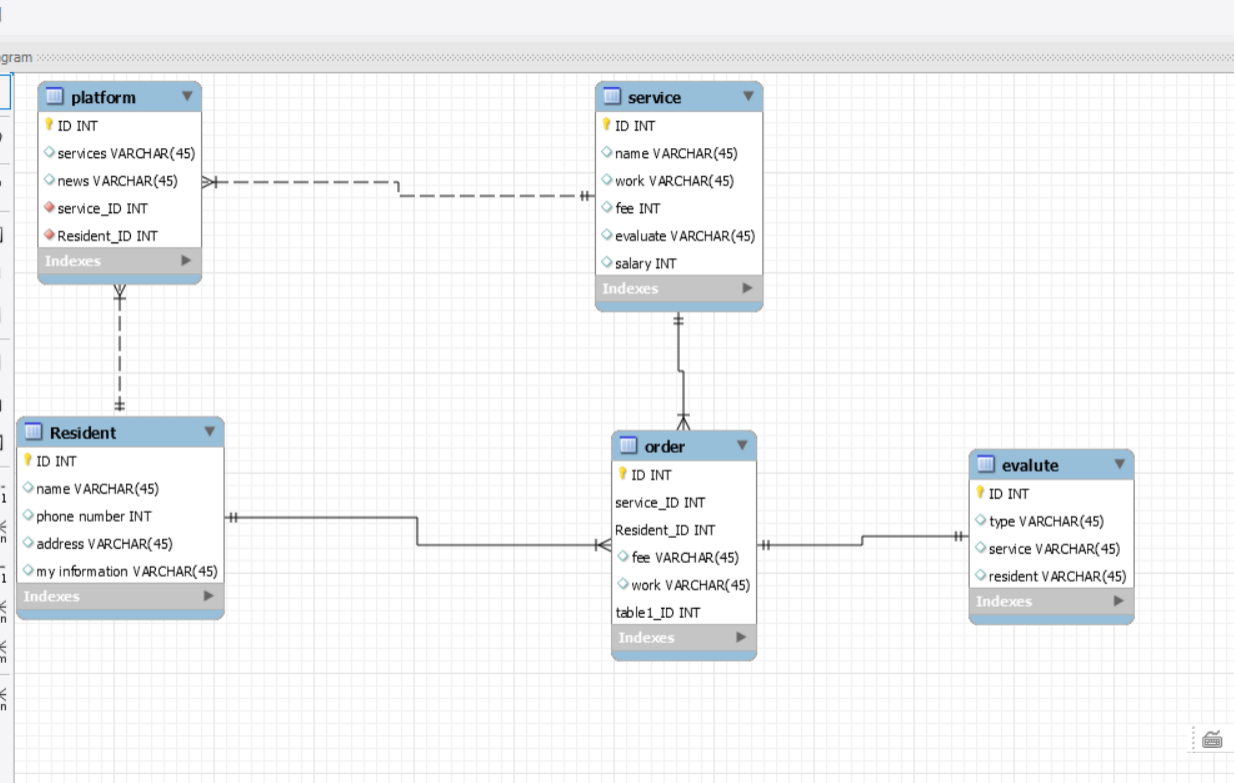 gram
platform
ID INT
services VARCHAR(45)
news VARCHAR(45)
service_ID INT
Resident_ID INT
Indexes
service
ID INT
name VARCHAR(45)
work VARCHAR(45)
fee INT
evaluate VARCHAR(45)
salary INT
Indexes
Resident
ID INT
name VARCHAR(45)
phone number INT
address VARCHAR(45)
my information VARCHAR(45)
Indexes
order
ID INT
service_ID INT
Resident_ID INT
fee VARCHAR(45)
work VARCHAR(45)
table1_ID INT
Indexes
evalute
ID INT
type VARCHAR(45)
service VARCHAR(45)
resident VARCHAR(45)
Indexes